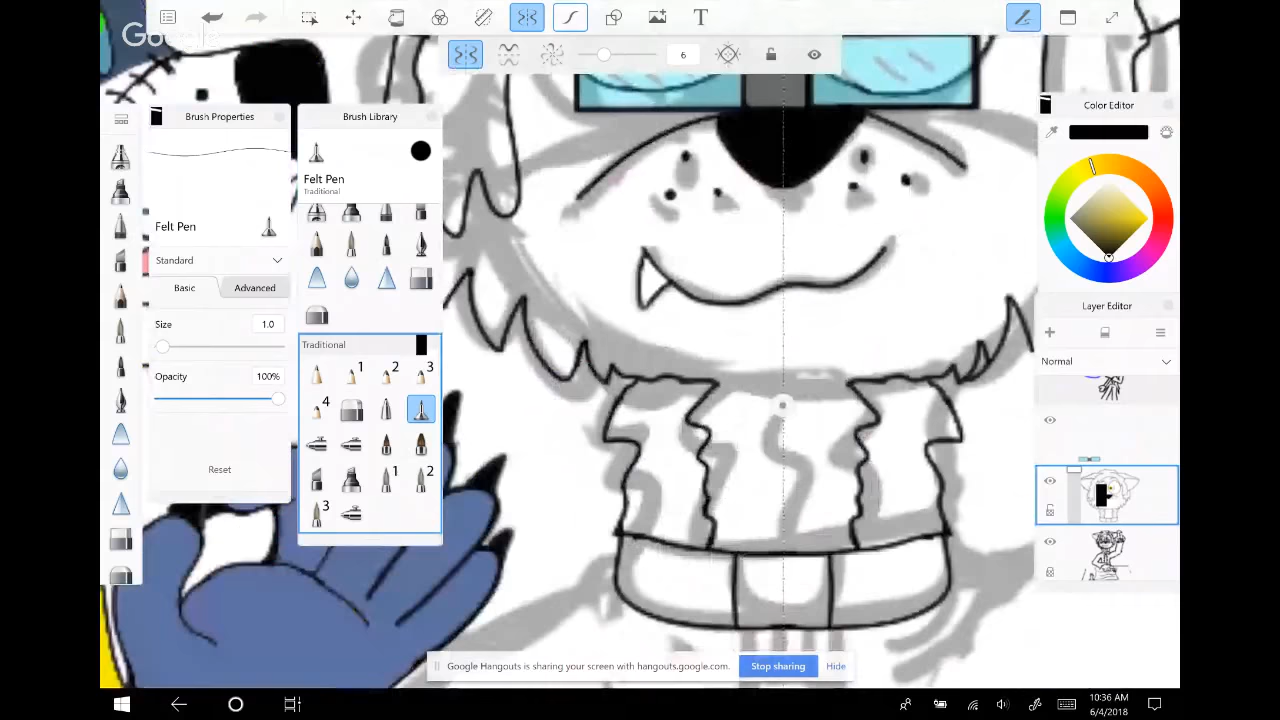 Google
T
6
Brush Properties
Brush Library
Color Editor
Felt Pen
Traditional
Felt Pen
Standard
Basic
Advanced
Size
1.0
Opacity
100%
Reset
Traditional
1
2
3
4
1
2
3
Layer Editor
Normal
Google Hangouts is sharing your screen with hangouts.google.com.
Stop sharing
Hide
10:36 AM
6/4/2018